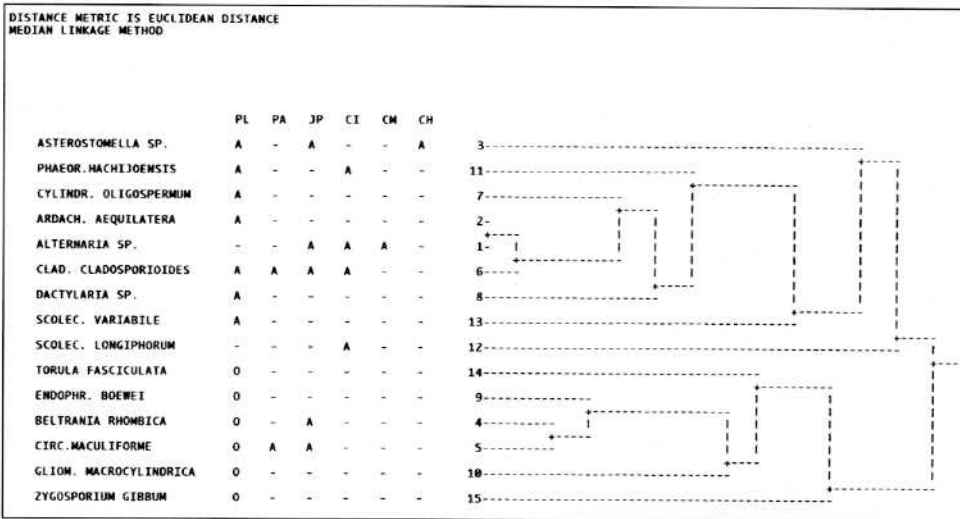 DISTANCE METRIC IS EUCLIDEAN DISTANCE
MEDIAN LINKAGE METHOD
PL PA JP CI CM CH
ASTEROSTOMELLA SP. A - A - - A 3
PHAEOR.HACHIJOENSIS A - - A - - 11
CYLINDR. OLIGOSPERMUM A - - - - - 7
ARDACH. AEQUILATERA A - - - - - 2
ALTERNARIA SP. - - A A A - 1
CLAD. CLADOSPORIOIDES A A A A - - 6
DACTYLARIA SP. A - - - - - 8
SCOLEC. VARIABILE A - - - - - 13
SCOLEC. LONGIPHORUM - - - A - - 12
TORULA FASCICULATA O - - - - - 14
ENDOPHR. BOEWEI O - - - - - 9
BELTRANIA RHOMBICA O - A - - - 4
CIRC.MACULIFORME O A A - - - 5
GLIOM. MACROCYLINDRICA O - - - - - 10
ZYGOSPORIUM GIBBUM O - - - - - 15